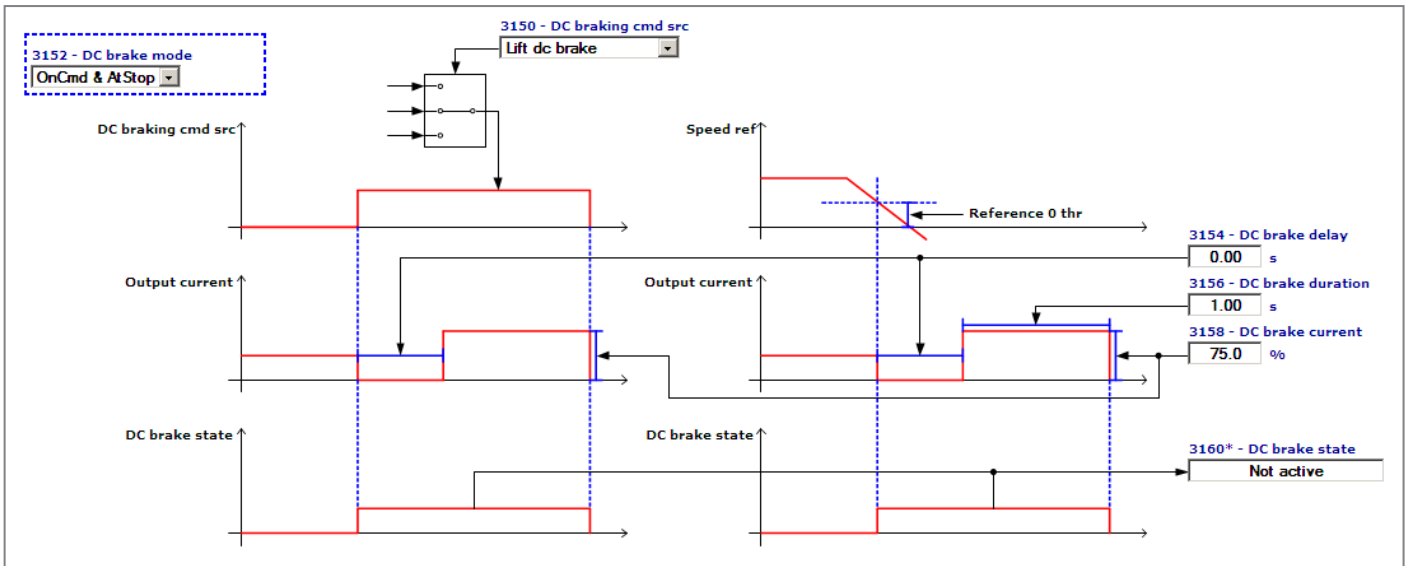 3150 - DC braking cmd src
Lift dc brake
3152 - DC brake mode
OnCmd & AtStop
DC braking cmd src
Speed ref
Reference 0 thr
3154 - DC brake delay
0.00 s
Output current
Output current
3156 - DC brake duration
1.00 s
3158 - DC brake current
75.0 %
DC brake state
DC brake state
3160* - DC brake state
Not active